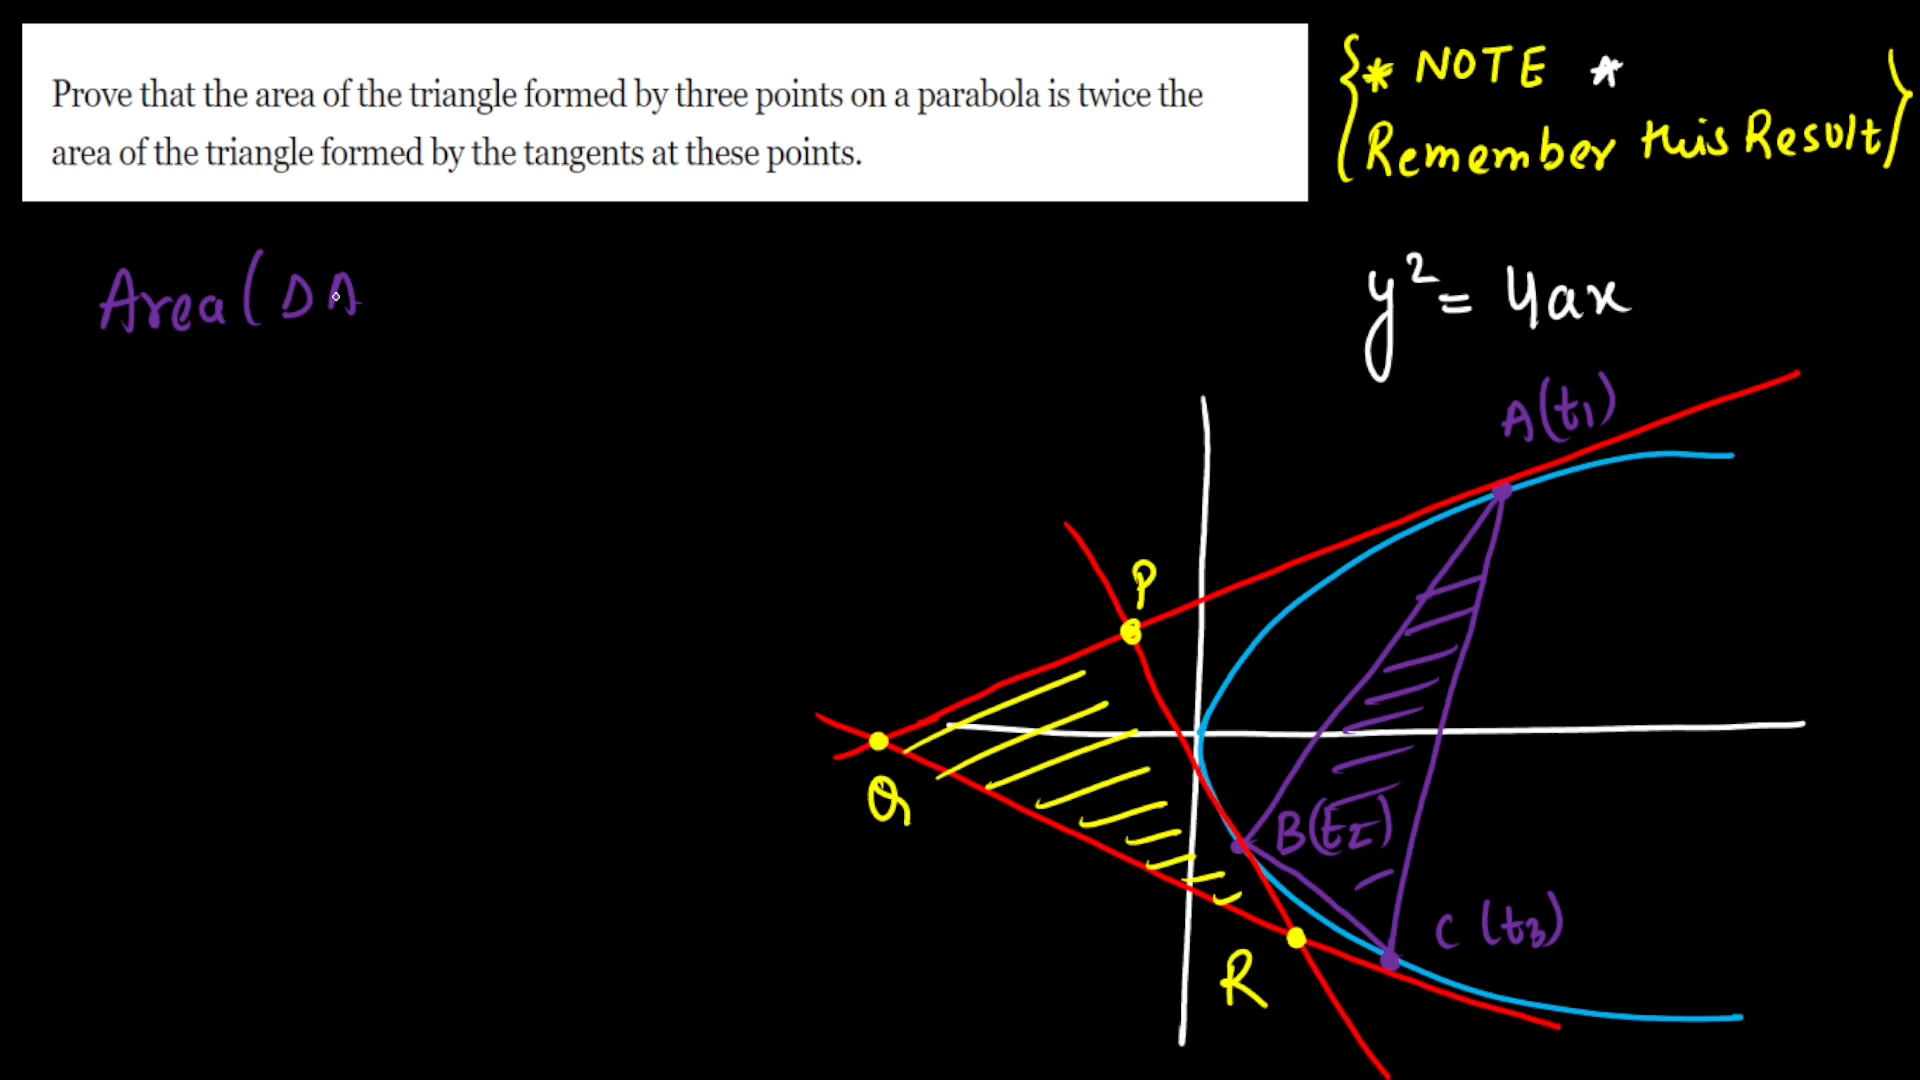 Prove that the area of the triangle formed by three points on a parabola is twice the
area of the triangle formed by the tangents at these points.
{* NOTE *
Remember this Result}
Area(ΔA
y² = 4ax
A(t1)
P
Q
B(t2)
C (t3)
R